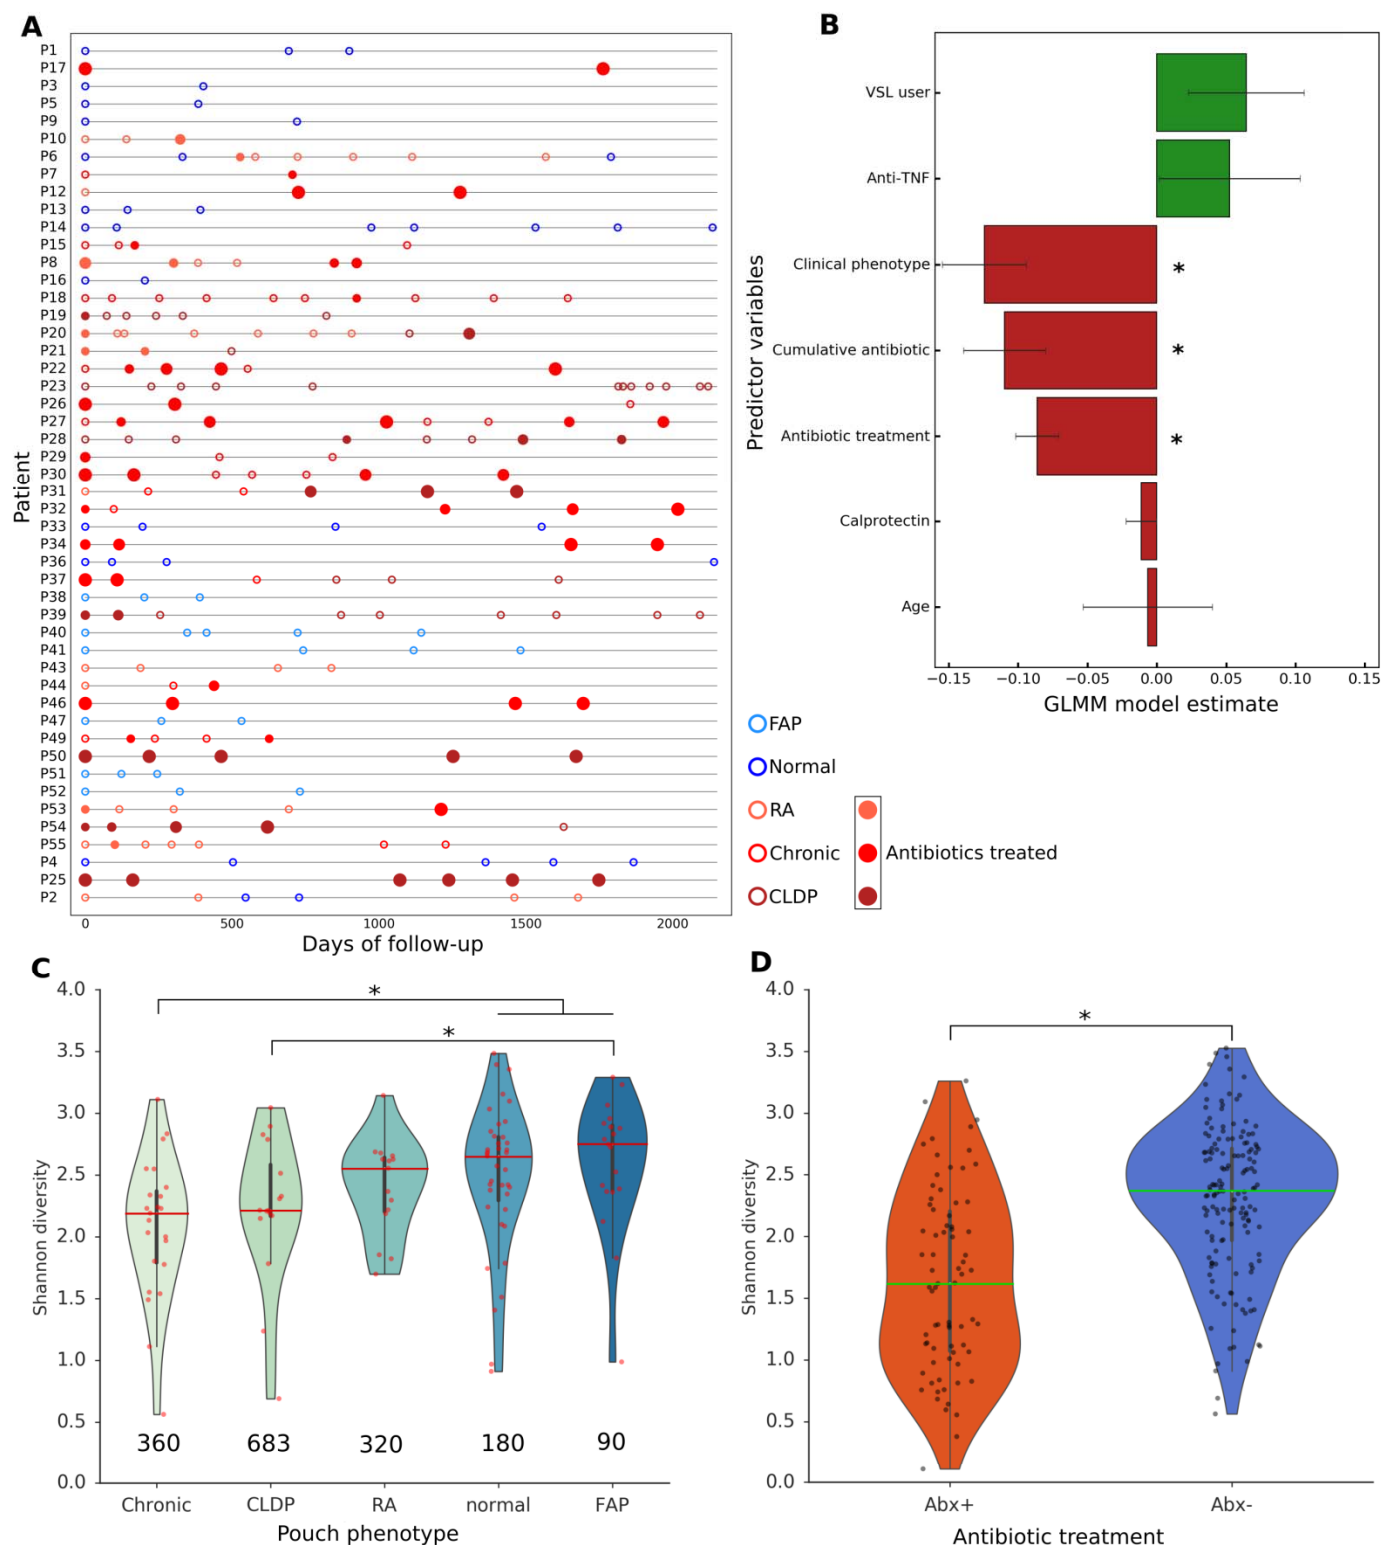 A
P1
P17
P3
P5
P9
P10
P6
P7
P12
P13
P14
P15
P8
P16
P18
P19
P20
P21
P22
P23
P26
P27
P28
P29
P30
P31
P32
P33
P34
P36
P37
P38
P39
P40
P41
P43
P44
P46
P47
P49
P50
P51
P52
P53
P54
P55
P4
P25
P2
Patient
0 500 1000 1500 2000
Days of follow-up
B
VSL user
Anti-TNF
Clinical phenotype *
Cumulative antibiotic *
Antibiotic treatment *
Calprotectin
Age
Predictor variables
−0.15 −0.10 −0.05 0.00 0.05 0.10 0.15
GLMM model estimate
FAP
Normal
RA
Chronic Antibiotics treated
CLDP
C
4.0
3.5
3.0
2.5
2.0
1.5
1.0
0.5
0.0
Shannon diversity
*
*
360 683 320 180 90
Chronic CLDP RA normal FAP
Pouch phenotype
D
4.0
3.5
3.0
2.5
2.0
1.5
1.0
0.5
0.0
Shannon diversity
*
Abx+ Abx-
Antibiotic treatment